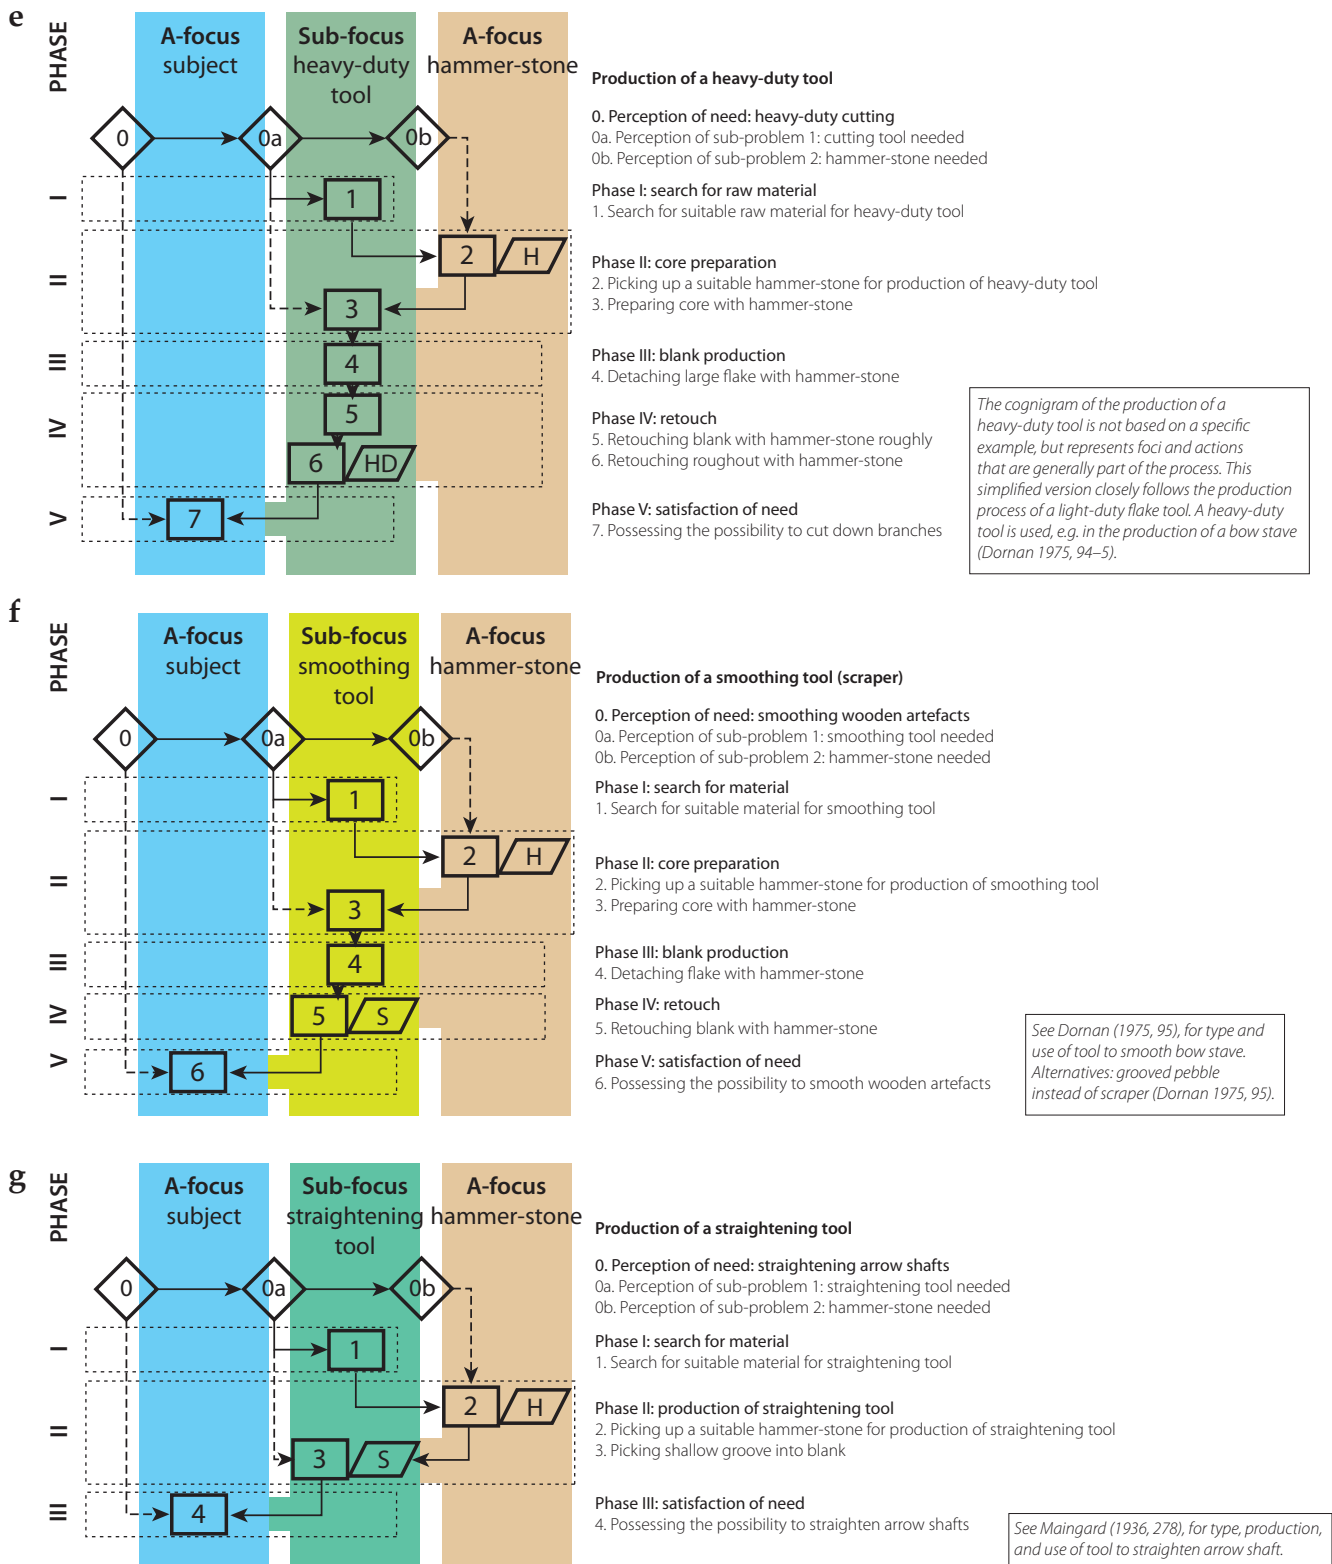 e
PHASE
A-focus
subject
Sub-focus
heavy-duty
tool
A-focus
hammer-stone
0
0a
0b
I
1
II
2
H
3
III
4
IV
5
6
HD
V
7
Production of a heavy-duty tool
0. Perception of need: heavy-duty cutting
0a. Perception of sub-problem 1: cutting tool needed
0b. Perception of sub-problem 2: hammer-stone needed
Phase I: search for raw material
1. Search for suitable raw material for heavy-duty tool
Phase II: core preparation
2. Picking up a suitable hammer-stone for production of heavy-duty tool
3. Preparing core with hammer-stone
Phase III: blank production
4. Detaching large flake with hammer-stone
Phase IV: retouch
5. Retouching blank with hammer-stone roughly
6. Retouching roughout with hammer-stone
Phase V: satisfaction of need
7. Possessing the possibility to cut down branches
The cognigram of the production of a
heavy-duty tool is not based on a specific
example, but represents foci and actions
that are generally part of the process. This
simplified version closely follows the production
process of a light-duty flake tool. A heavy-duty
tool is used, e.g. in the production of a bow stave
(Dornan 1975, 94–5).
f
PHASE
A-focus
subject
Sub-focus
smoothing
tool
A-focus
hammer-stone
0
0a
0b
I
1
II
2
H
3
III
4
IV
5
S
V
6
Production of a smoothing tool (scraper)
0. Perception of need: smoothing wooden artefacts
0a. Perception of sub-problem 1: smoothing tool needed
0b. Perception of sub-problem 2: hammer-stone needed
Phase I: search for material
1. Search for suitable material for smoothing tool
Phase II: core preparation
2. Picking up a suitable hammer-stone for production of smoothing tool
3. Preparing core with hammer-stone
Phase III: blank production
4. Detaching flake with hammer-stone
Phase IV: retouch
5. Retouching blank with hammer-stone
Phase V: satisfaction of need
6. Possessing the possibility to smooth wooden artefacts
See Dornan (1975, 95), for type and
use of tool to smooth bow stave.
Alternatives: grooved pebble
instead of scraper (Dornan 1975, 95).
g
PHASE
A-focus
subject
Sub-focus
straightening
tool
A-focus
hammer-stone
0
0a
0b
I
1
II
2
H
3
S
III
4
Production of a straightening tool
0. Perception of need: straightening arrow shafts
0a. Perception of sub-problem 1: straightening tool needed
0b. Perception of sub-problem 2: hammer-stone needed
Phase I: search for material
1. Search for suitable material for straightening tool
Phase II: production of straightening tool
2. Picking up a suitable hammer-stone for production of straightening tool
3. Picking shallow groove into blank
Phase III: satisfaction of need
4. Possessing the possibility to straighten arrow shafts
See Maingard (1936, 278), for type, production,
and use of tool to straighten arrow shaft.